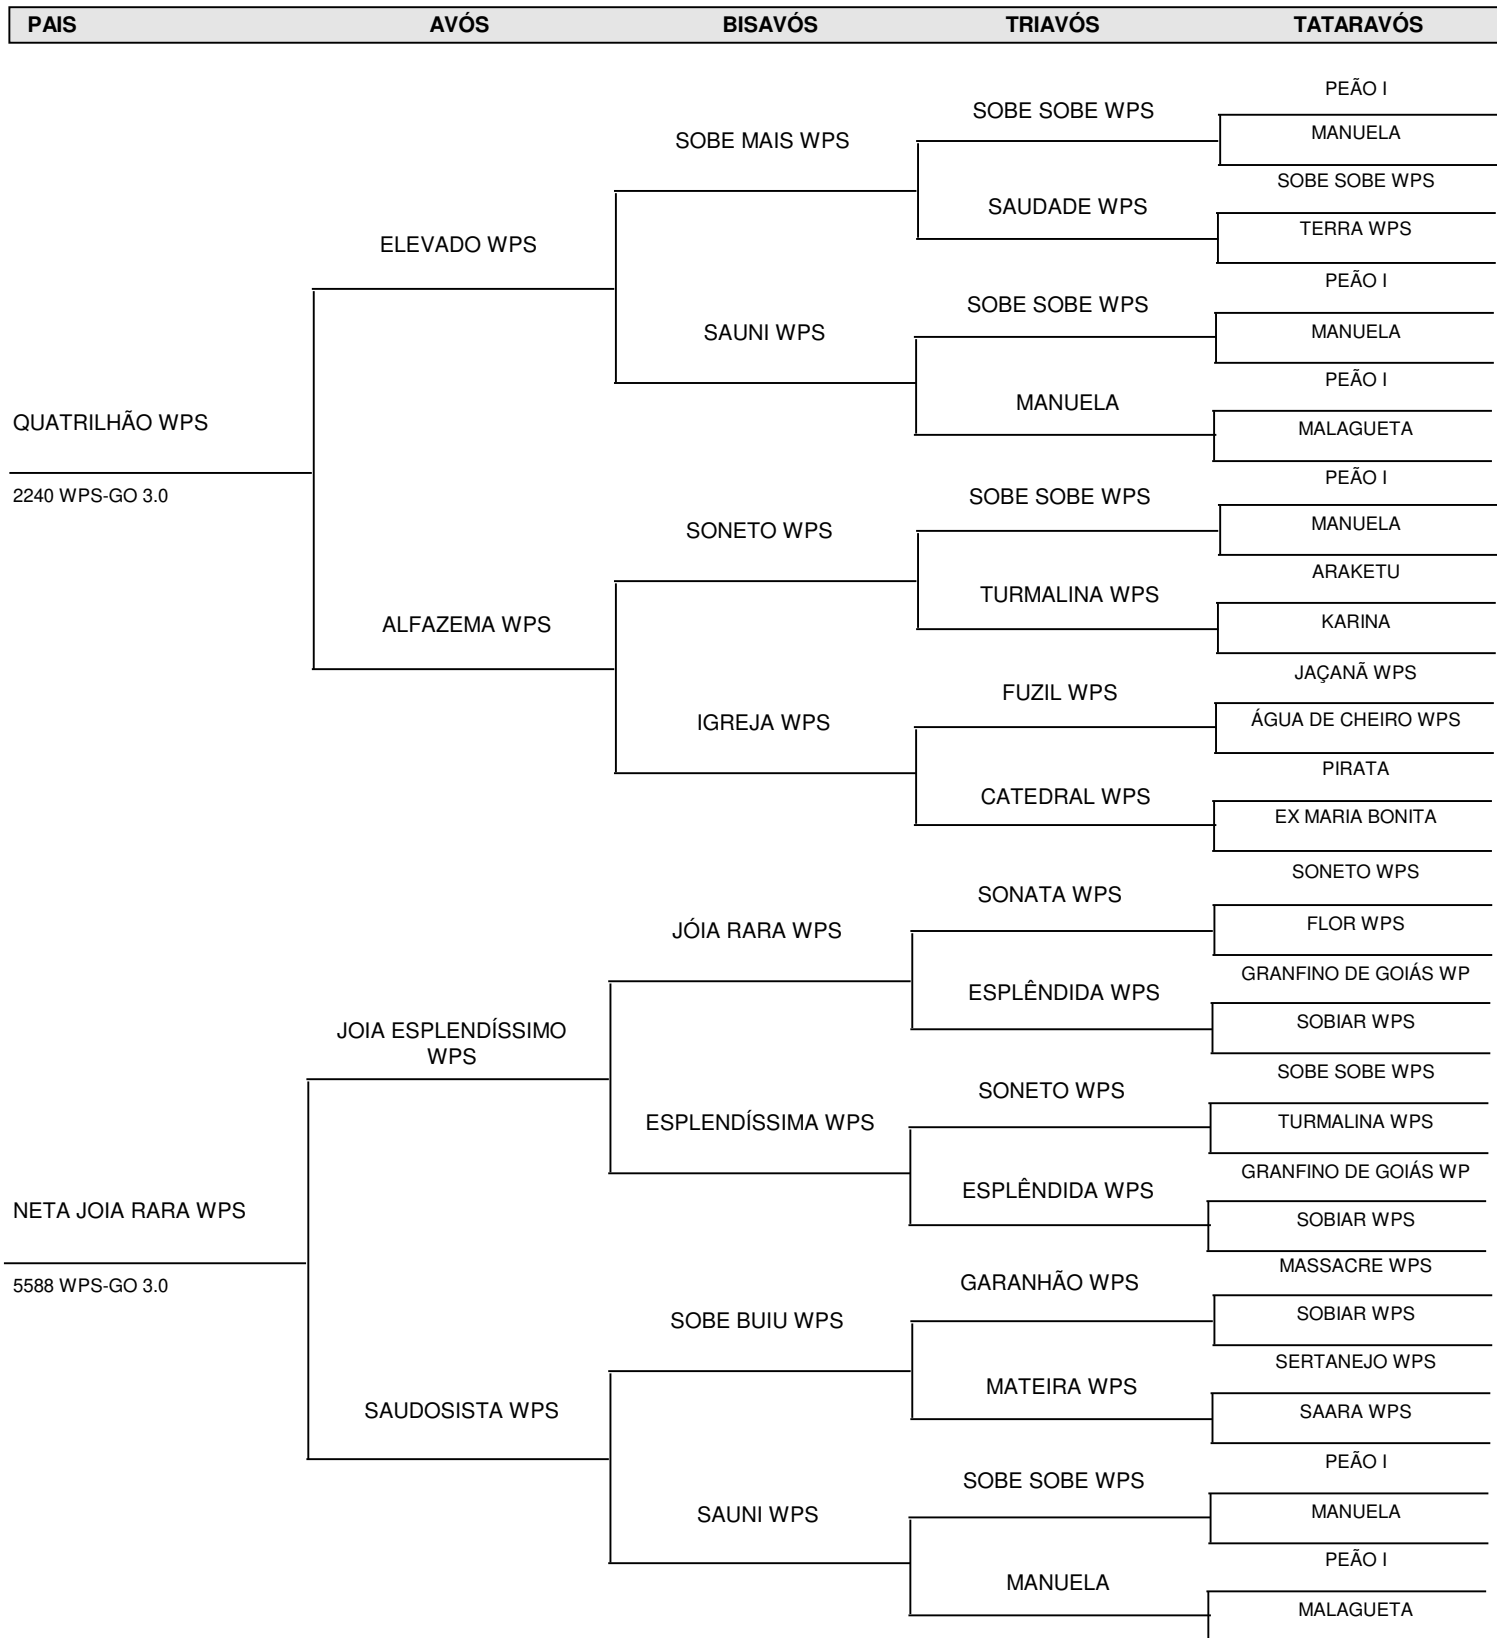 PAIS AVÓS BISAVÓS TRIAVÓS TATARAVÓS
PEÃO I
SOBE SOBE WPS
MANUELA
SOBE MAIS WPS
SOBE SOBE WPS
SAUDADE WPS
TERRA WPS
ELEVADO WPS
PEÃO I
SOBE SOBE WPS
SAUNI WPS
MANUELA
PEÃO I
MANUELA
QUATRILHÃO WPS
MALAGUETA
PEÃO I
2240 WPS-GO 3.0
SOBE SOBE WPS
MANUELA
SONETO WPS
ARAKETU
TURMALINA WPS
KARINA
ALFAZEMA WPS
JAÇANÃ WPS
FUZIL WPS
ÁGUA DE CHEIRO WPS
IGREJA WPS
PIRATA
CATEDRAL WPS
EX MARIA BONITA
SONETO WPS
SONATA WPS
FLOR WPS
JÓIA RARA WPS
GRANFINO DE GOIÁS WP
ESPLÊNDIDA WPS
SOBIAR WPS
JOIA ESPLENDÍSSIMO
WPS
SOBE SOBE WPS
SONETO WPS
TURMALINA WPS
ESPLENDÍSSIMA WPS
GRANFINO DE GOIÁS WP
ESPLÊNDIDA WPS
NETA JOIA RARA WPS
SOBIAR WPS
MASSACRE WPS
5588 WPS-GO 3.0
GARANHÃO WPS
SOBIAR WPS
SOBE BUIU WPS
SERTANEJO WPS
MATEIRA WPS
SAUDOSISTA WPS
SAARA WPS
PEÃO I
SOBE SOBE WPS
MANUELA
SAUNI WPS
PEÃO I
MANUELA
MALAGUETA